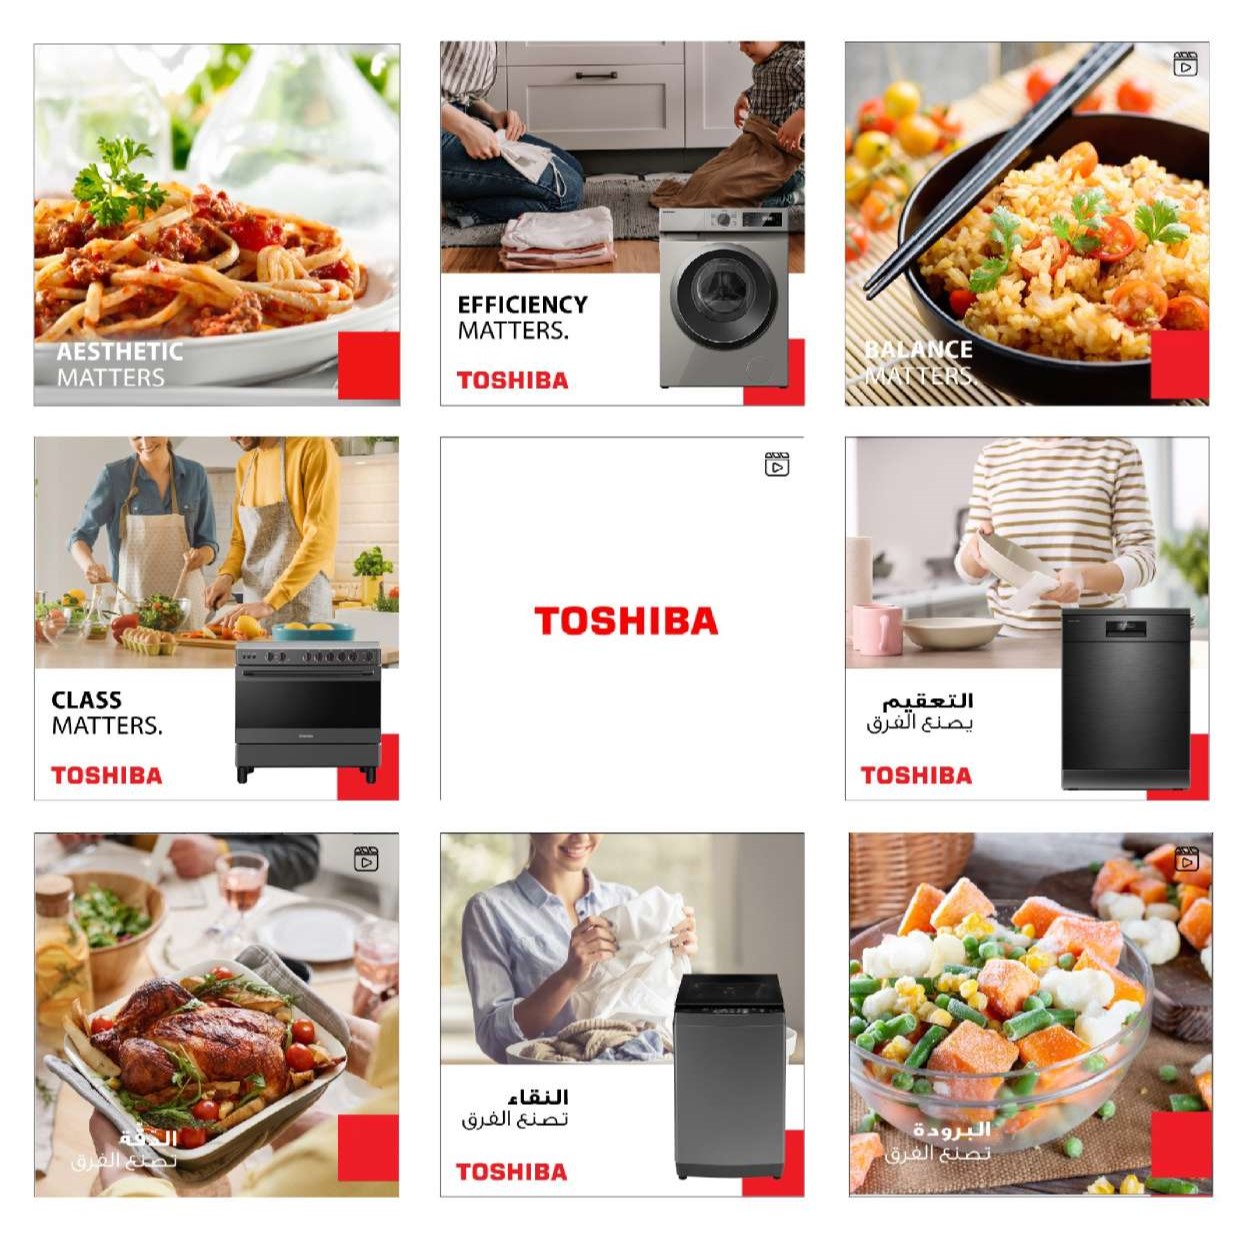 AESTHETIC
MATTERS
EFFICIENCY
MATTERS.
TOSHIBA
BALANCE
MATTERS.
CLASS
MATTERS.
TOSHIBA
TOSHIBA
التعقيم
يصنع الفرق
TOSHIBA
الدقّة
تصنع الفرق
النقاء
تصنع الفرق
TOSHIBA
البرودة
تصنع الفرق